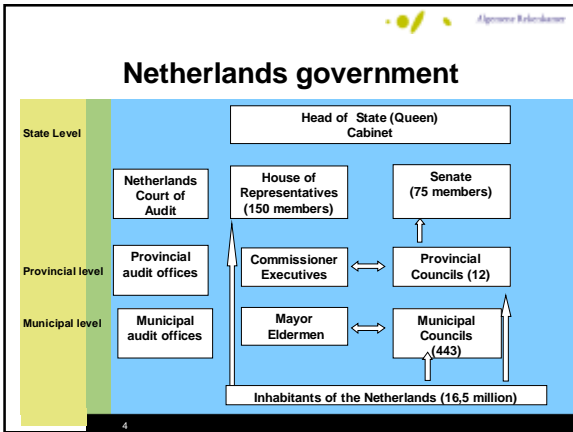 Algemene Rekenkamer
Netherlands government
State Level
Head of State (Queen)
Cabinet
Netherlands
Court of
Audit
House of
Representatives
(150 members)
Senate
(75 members)
Provincial level
Provincial
audit offices
Commissioner
Executives
Provincial
Councils (12)
Municipal level
Municipal
audit offices
Mayor
Eldermen
Municipal
Councils
(443)
Inhabitants of the Netherlands (16,5 million)
4